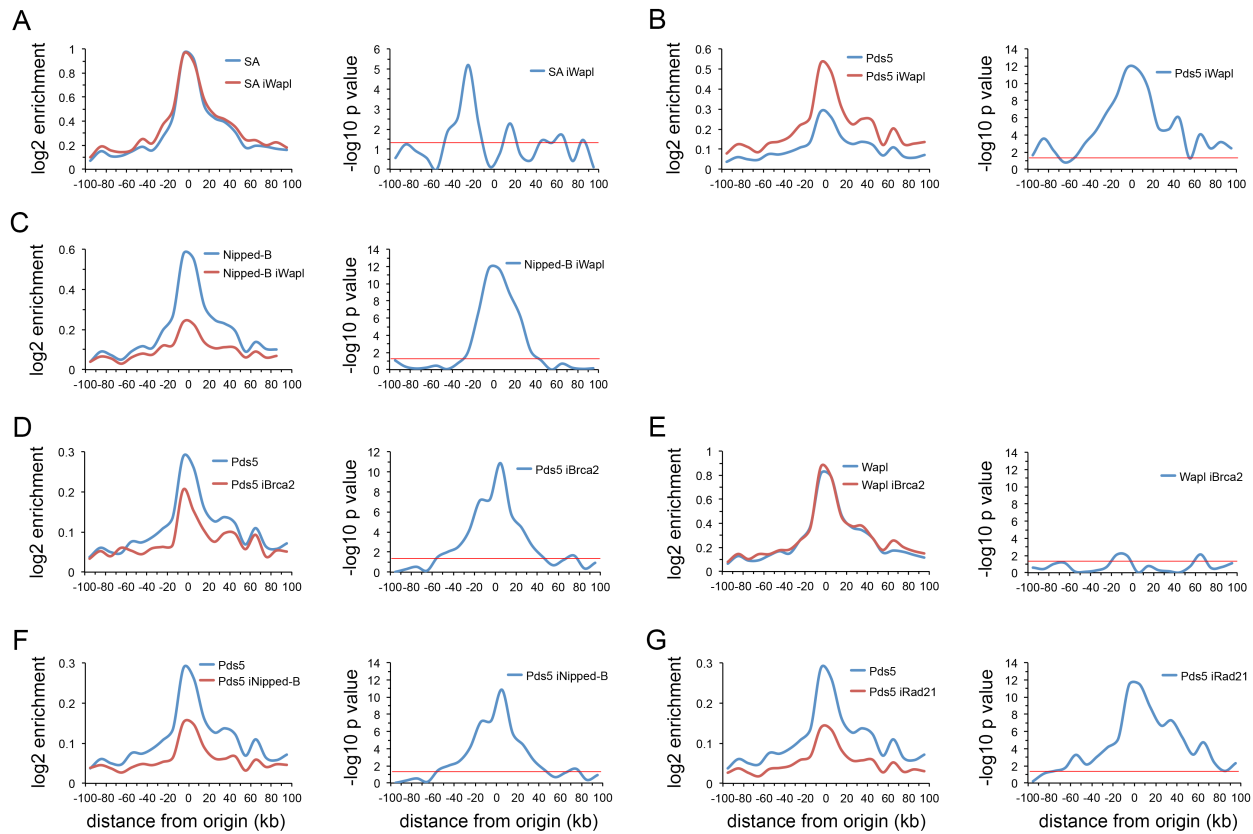 A
log2 enrichment
1
0.8
0.6
0.4
0.2
0
SA
SA iWapl
-100-80 -60 -40 -20 0 20 40 60 80 100
-log10 p value
6
5
4
3
2
1
0
SA iWapl
-100-80 -60 -40 -20 0 20 40 60 80 100
B
log2 enrichment
0.6
0.5
0.4
0.3
0.2
0.1
0
Pds5
Pds5 iWapl
-100-80 -60 -40 -20 0 20 40 60 80 100
-log10 p value
14
12
10
8
6
4
2
0
Pds5 iWapl
-100-80 -60 -40 -20 0 20 40 60 80 100
C
log2 enrichment
0.6
0.4
0.2
0
Nipped-B
Nipped-B iWapl
-100-80 -60 -40 -20 0 20 40 60 80 100
-log10 p value
14
12
10
8
6
4
2
0
Nipped-B iWapl
-100-80 -60 -40 -20 0 20 40 60 80 100
D
log2 enrichment
0.3
0.2
0.1
0
Pds5
Pds5 iBrca2
-100-80 -60 -40 -20 0 20 40 60 80 100
-log10 p value
12
10
8
6
4
2
0
Pds5 iBrca2
-100-80 -60 -40 -20 0 20 40 60 80 100
E
log2 enrichment
1
0.8
0.6
0.4
0.2
0
Wapl
Wapl iBrca2
-100-80 -60 -40 -20 0 20 40 60 80 100
-log10 p value
14
12
10
8
6
4
2
0
Wapl iBrca2
-100-80 -60 -40 -20 0 20 40 60 80 100
F
log2 enrichment
0.3
0.2
0.1
0
Pds5
Pds5 iNipped-B
-100-80 -60 -40 -20 0 20 40 60 80 100
distance from origin (kb)
-log10 p value
14
12
10
8
6
4
2
0
Pds5 iNipped-B
-100-80 -60 -40 -20 0 20 40 60 80 100
distance from origin (kb)
G
log2 enrichment
0.3
0.2
0.1
0
Pds5
Pds5 iRad21
-100-80 -60 -40 -20 0 20 40 60 80 100
distance from origin (kb)
-log10 p value
14
12
10
8
6
4
2
0
Pds5 iRad21
-100-80 -60 -40 -20 0 20 40 60 80 100
distance from origin (kb)